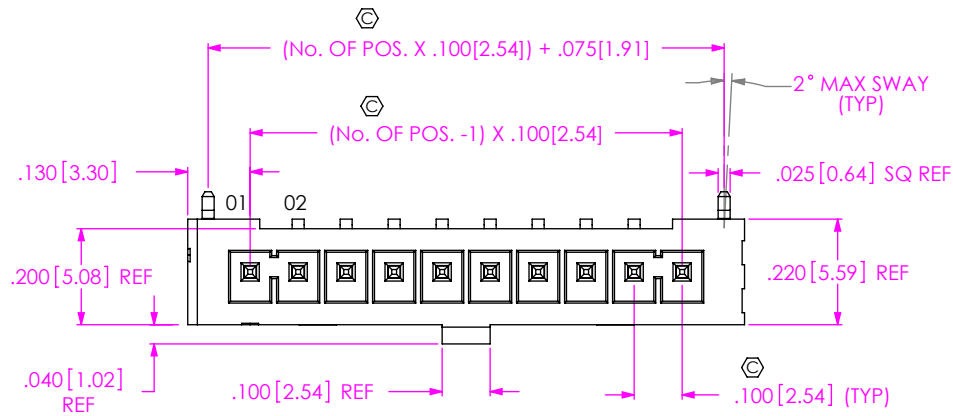 C
(No. OF POS. X .100[2.54]) + .075[1.91]
2° MAX SWAY
(TYP)
C
(No. OF POS. -1) X .100[2.54]
.130[3.30]
.025[0.64] SQ REF
01 02
.200[5.08] REF
.220[5.59] REF
.040[1.02]
REF
.100[2.54] REF
C
.100[2.54] (TYP)